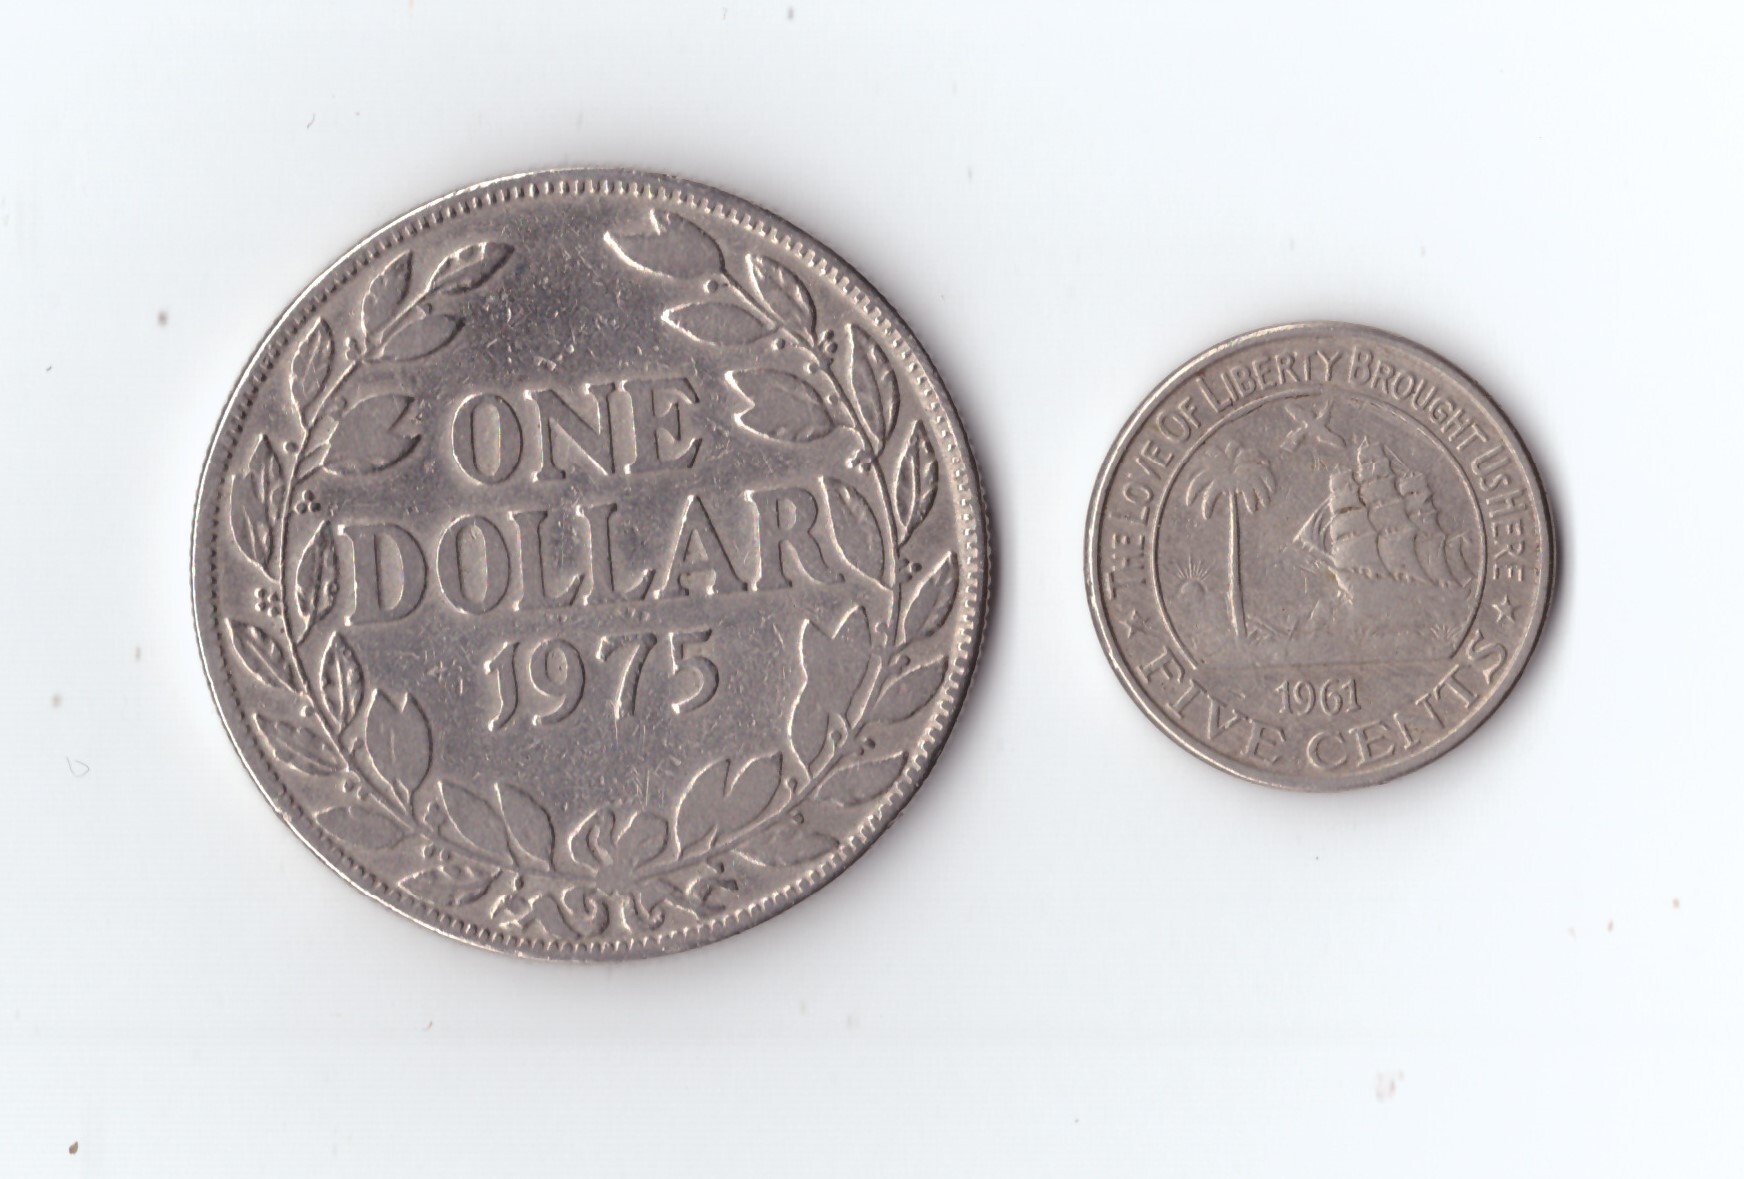 ONE
DOLLAR
1975
THE LOVE OF LIBERTY BROUGHT US HERE
1961
★ FIVE CENTS ★